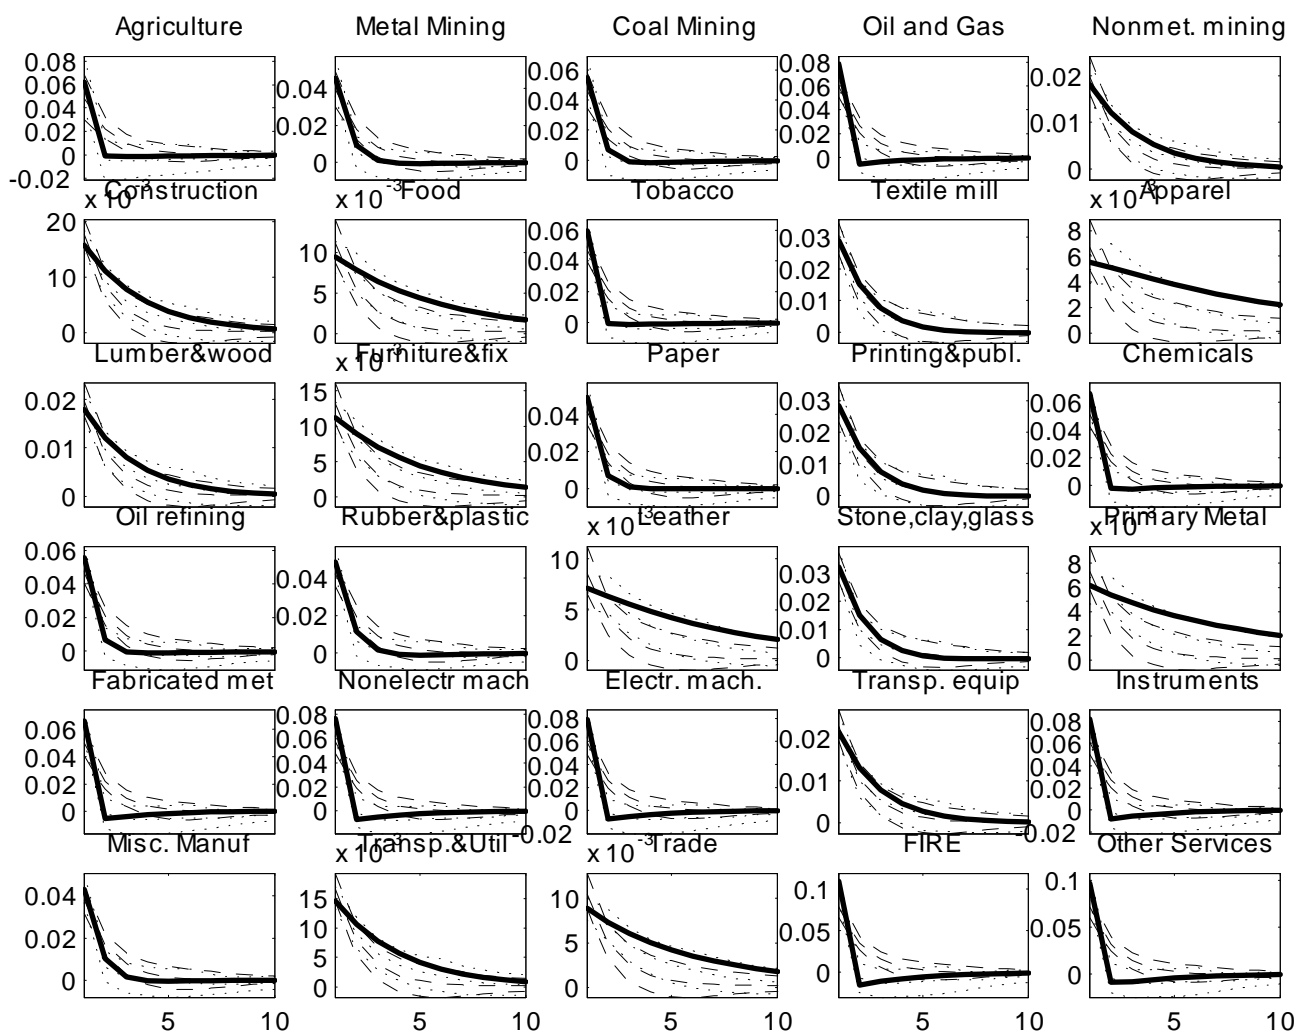 Agriculture Metal Mining Coal Mining Oil and Gas Nonmet. mining
0.08 0.06 0.04 0.02 0 -0.02
0.04 0.02 0
0.06 0.04 0.02 0
0.08 0.06 0.04 0.02 0
0.02 0.01 0
x 10⁻³ Construction x 10⁻³ Food Tobacco Textile mill x 10⁻³ Apparel
20 10 0
10 5 0
0.06 0.04 0.02 0
0.03 0.02 0.01 0
8 6 4 2 0
Lumber&wood x 10⁻³ Furniture&fix Paper Printing&publ. Chemicals
0.02 0.01 0
15 10 5 0
0.04 0.02 0
0.03 0.02 0.01 0
0.06 0.04 0.02 0
Oil refining Rubber&plastic x 10⁻³ Leather Stone,clay,glass x 10⁻³ Primary Metal
0.06 0.04 0.02 0
0.04 0.02 0
10 5 0
0.03 0.02 0.01 0
8 6 4 2 0
Fabricated met Nonelectr mach Electr. mach. Transp. equip Instruments
0.06 0.04 0.02 0
0.08 0.06 0.04 0.02 0
0.08 0.06 0.04 0.02 0 -0.02
0.02 0.01 0
0.08 0.06 0.04 0.02 0 -0.02
Misc. Manuf x 10⁻³ Transp.&Util x 10⁻³ Trade FIRE Other Services
0.04 0.02 0
15 10 5 0
10 5 0
0.1 0.05 0
0.1 0.05 0
5 10 5 10 5 10 5 10 5 10